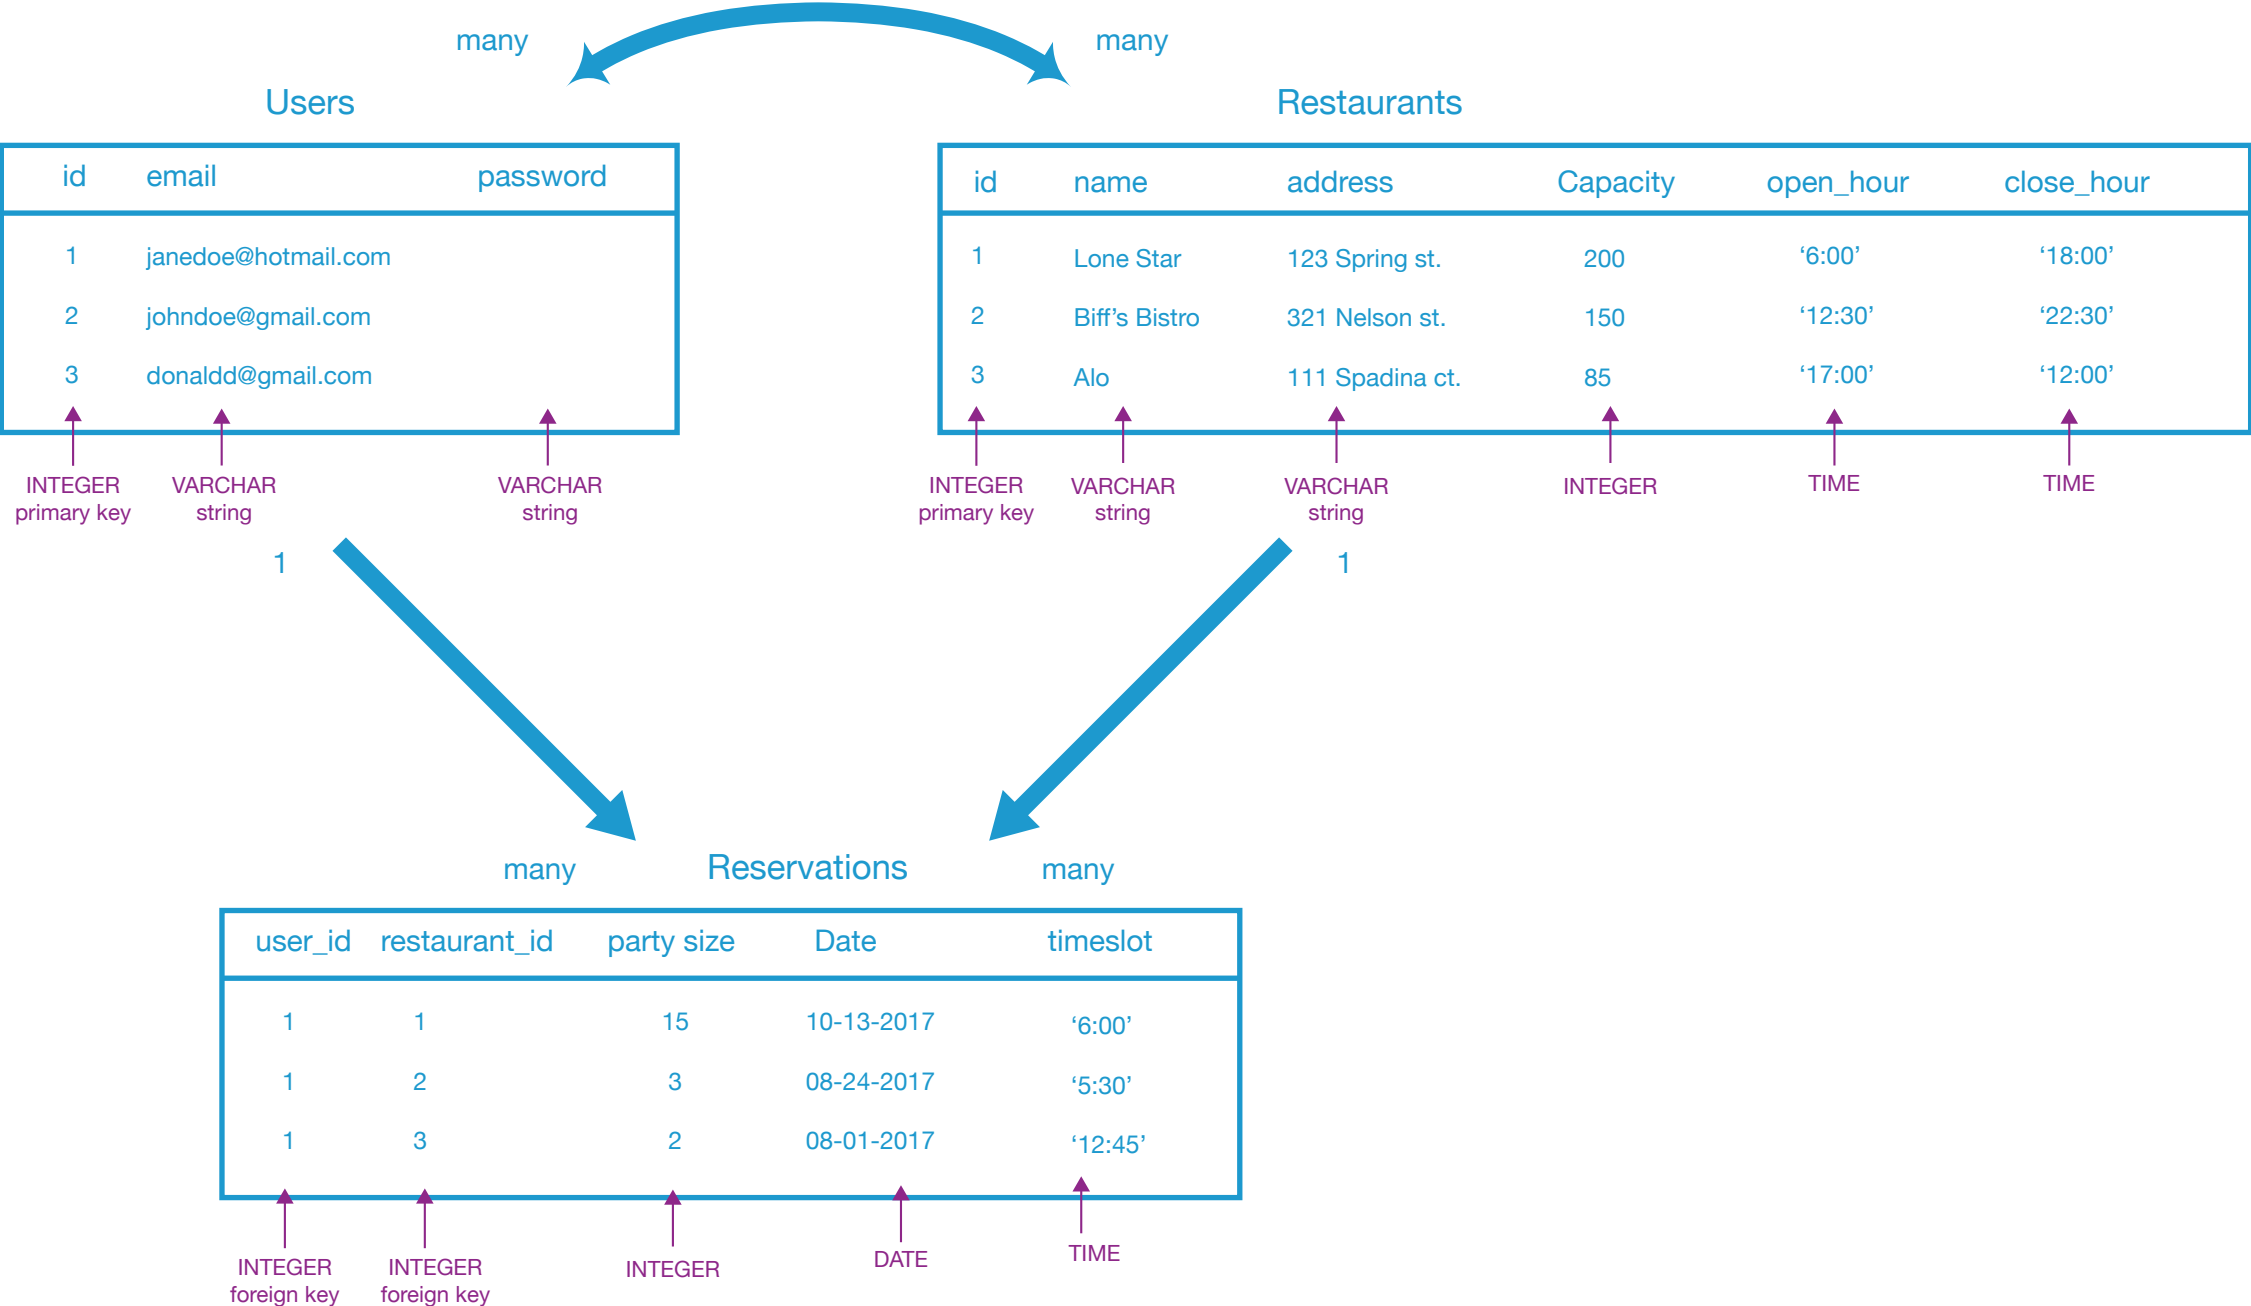 many many
Users Restaurants
id email password
id name address Capacity open_hour close_hour
1 janedoe@hotmail.com
1 Lone Star 123 Spring st. 200 ‘6:00’ ‘18:00’
2 johndoe@gmail.com
2 Biff’s Bistro 321 Nelson st. 150 ‘12:30’ ‘22:30’
3 donaldd@gmail.com
3 Alo 111 Spadina ct. 85 ‘17:00’ ‘12:00’
INTEGER VARCHAR VARCHAR
primary key string string
INTEGER VARCHAR VARCHAR INTEGER TIME TIME
primary key string string
1 1
many Reservations many
user_id restaurant_id party size Date timeslot
1 1 15 10-13-2017 ‘6:00’
1 2 3 08-24-2017 ‘5:30’
1 3 2 08-01-2017 ‘12:45’
INTEGER INTEGER INTEGER DATE TIME
foreign key foreign key